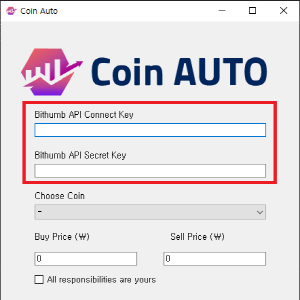 Coin Auto
Coin AUTO
Bithumb API Connect Key
Bithumb API Secret Key
Choose Coin
-
Buy Price (₩) Sell Price (₩)
0 0
All responsibilities are yours